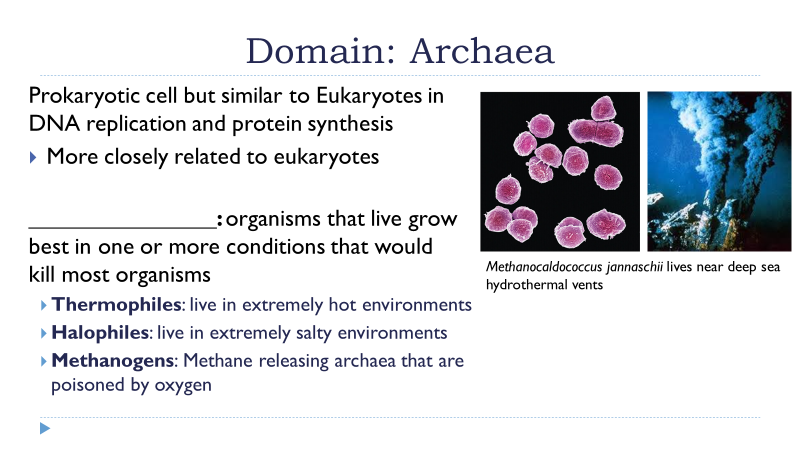 Domain: Archaea
Prokaryotic cell but similar to Eukaryotes in
DNA replication and protein synthesis
More closely related to eukaryotes
_________________: organisms that live grow
best in one or more conditions that would
kill most organisms
Thermophiles: live in extremely hot environments
Halophiles: live in extremely salty environments
Methanogens: Methane releasing archaea that are
poisoned by oxygen
Methanocaldococcus jannaschii lives near deep sea
hydrothermal vents